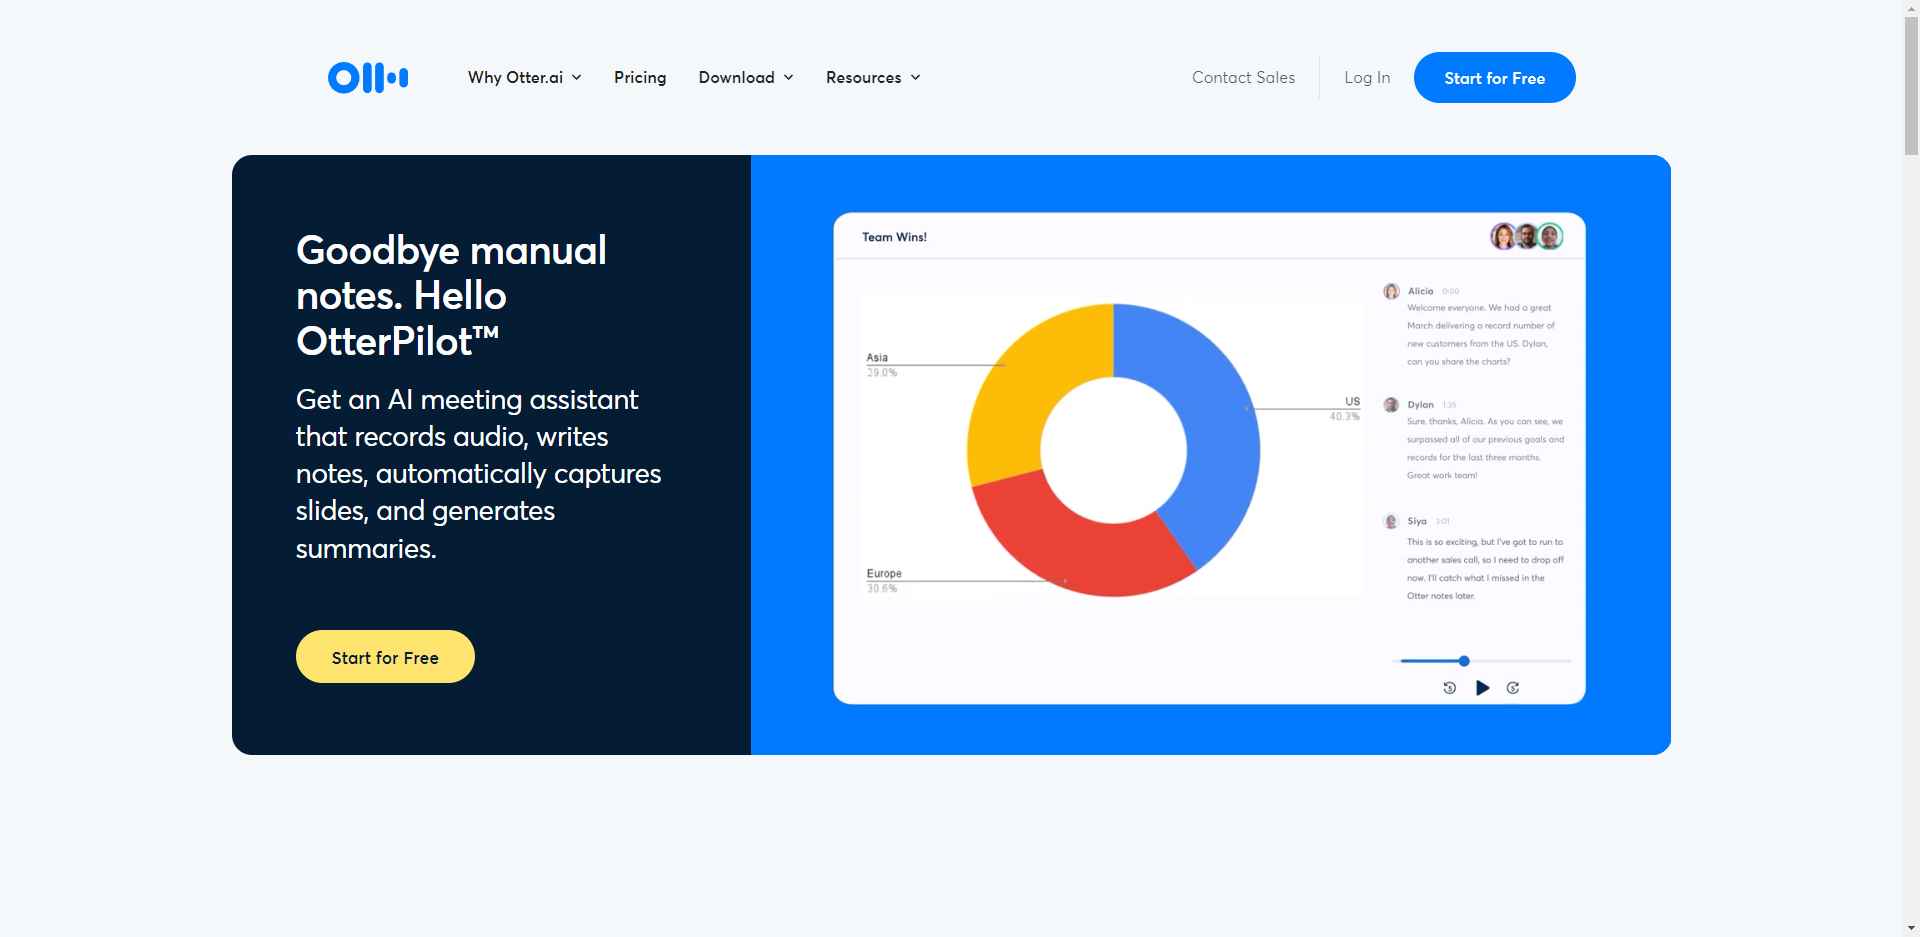 Why Otter.ai
Pricing
Download
Resources
Contact Sales
Log In
Start for Free
Goodbye manual
notes. Hello
OtterPilot™
Get an AI meeting assistant
that records audio, writes
notes, automatically captures
slides, and generates
summaries.
Start for Free
Team Wins!
Asia
29.0%
US
40.3%
Europe
30.6%
Alicia 0:00
Welcome everyone. We had a great
March delivering a record number of
new customers from the US. Dylan,
can you share the charts?
Dylan 1:35
Sure, thanks, Alicia. As you can see, we
surpassed all of our previous goals and
records for the last three months.
Great work team!
Siya
This is so exciting, but I've got to run to
another sales call, so I need to drop off
now. I'll catch what I missed in the
Otter notes later.
5
5